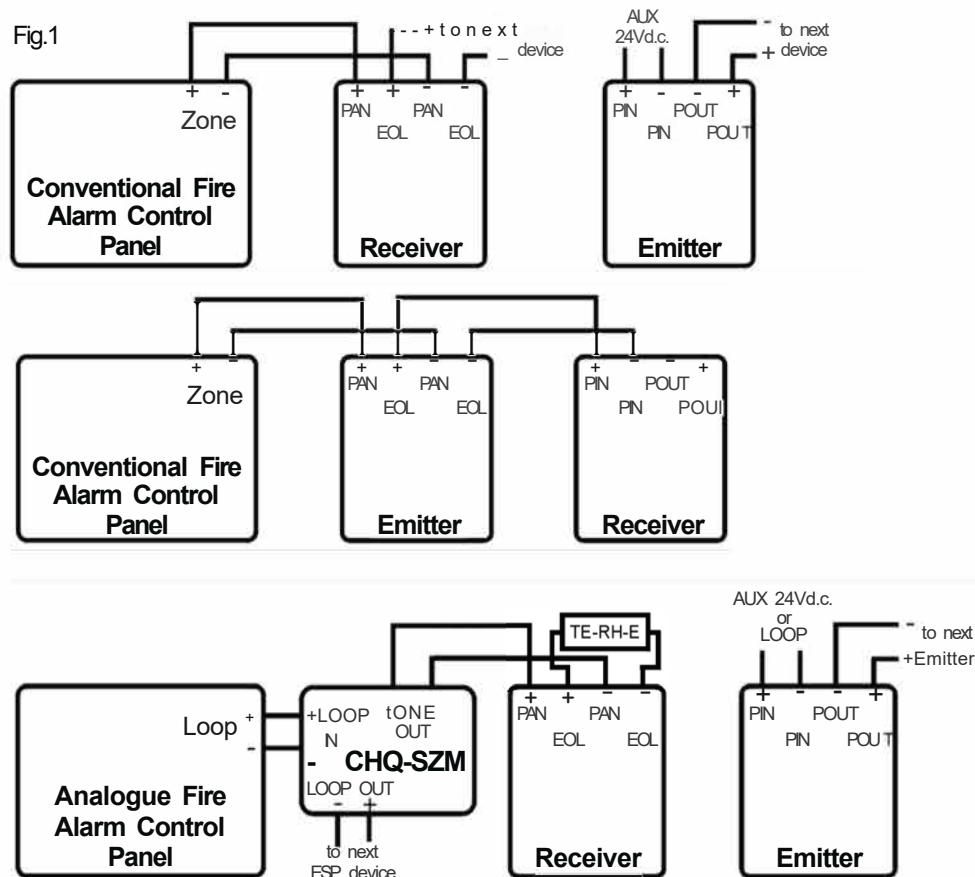 Fig.1
- - + t o n e x t
_ device
AUX
24Vd.c.
- to next
+ device
+ -
Zone
Conventional Fire
Alarm Control
Panel
+ + - -
PAN PAN
EOL EOL
Receiver
+ - - +
PIN POUT
PIN POUT
Emitter
+ -
Zone
Conventional Fire
Alarm Control
Panel
+ + - -
PAN PAN
EOL EOL
Emitter
+ - - +
PIN POUT
PIN POUI
Receiver
Loop +
-
Analogue Fire
Alarm Control
Panel
+LOOP tONE
IN OUT
- CHQ-SZM
LOOP OUT
- +
to next
ESP device
TE-RH-E
+ + - -
PAN PAN
EOL EOL
Receiver
AUX 24Vd.c.
or
LOOP
- to next
+Emitter
+ - - +
PIN POUT
PIN POUT
Emitter